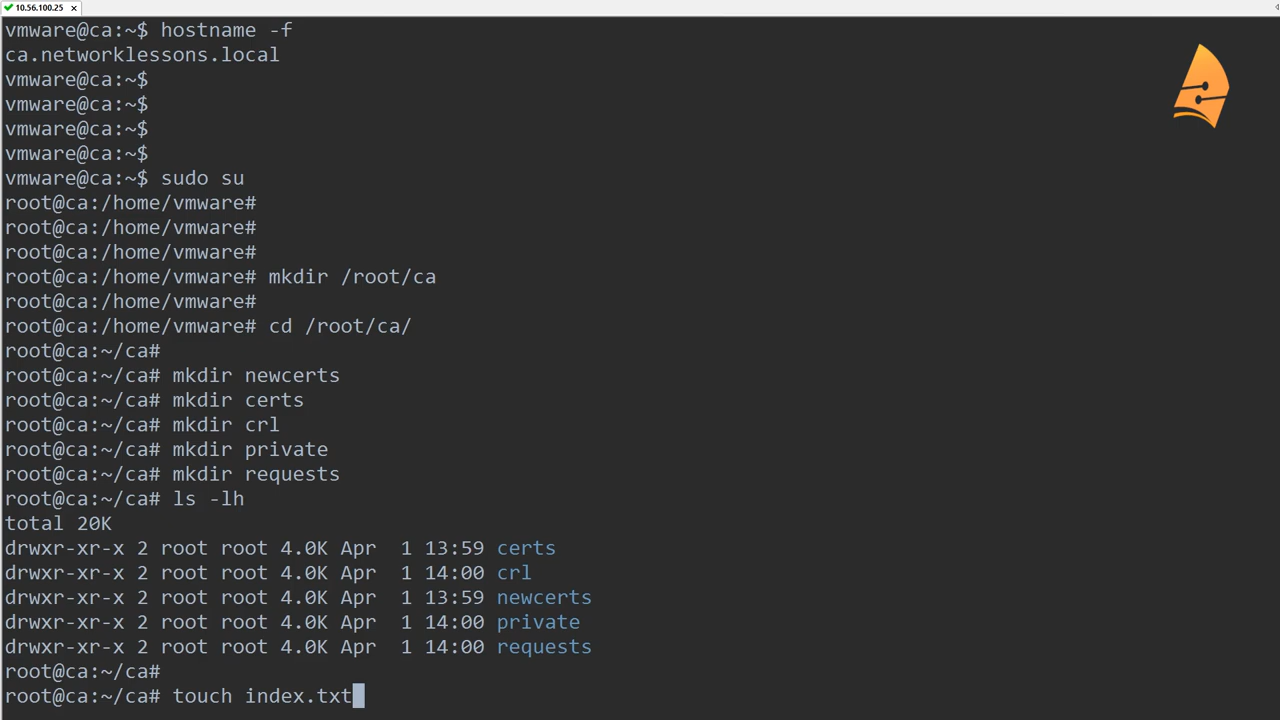 10.56.100.25
vmware@ca:~$ hostname -f
ca.networklessons.local
vmware@ca:~$
vmware@ca:~$
vmware@ca:~$
vmware@ca:~$
vmware@ca:~$ sudo su
root@ca:/home/vmware#
root@ca:/home/vmware#
root@ca:/home/vmware#
root@ca:/home/vmware# mkdir /root/ca
root@ca:/home/vmware#
root@ca:/home/vmware# cd /root/ca/
root@ca:~/ca#
root@ca:~/ca# mkdir newcerts
root@ca:~/ca# mkdir certs
root@ca:~/ca# mkdir crl
root@ca:~/ca# mkdir private
root@ca:~/ca# mkdir requests
root@ca:~/ca# ls -lh
total 20K
drwxr-xr-x 2 root root 4.0K Apr  1 13:59 certs
drwxr-xr-x 2 root root 4.0K Apr  1 14:00 crl
drwxr-xr-x 2 root root 4.0K Apr  1 13:59 newcerts
drwxr-xr-x 2 root root 4.0K Apr  1 14:00 private
drwxr-xr-x 2 root root 4.0K Apr  1 14:00 requests
root@ca:~/ca#
root@ca:~/ca# touch index.txt